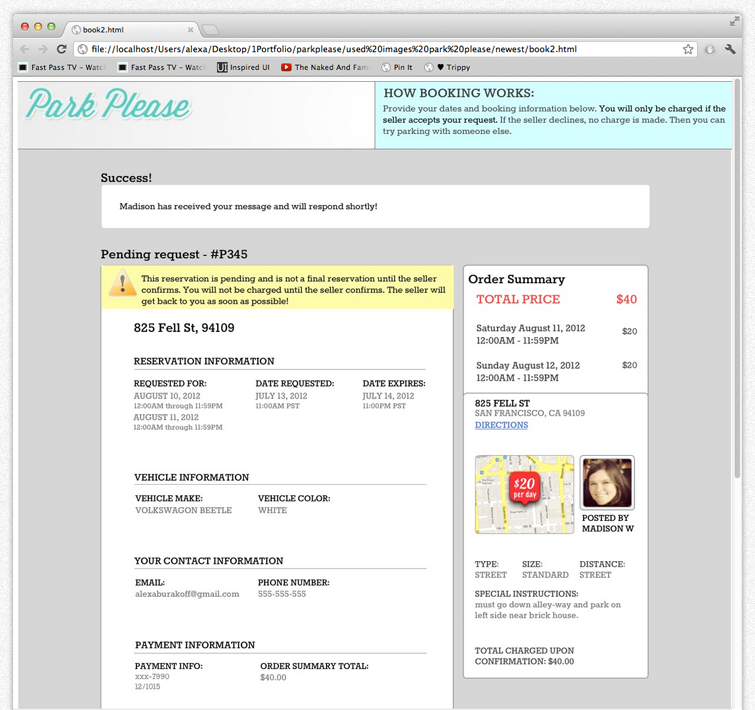 book2.html
file://localhost/Users/alexa/Desktop/1Portfolio/parkplease/used%20images%20park%20please/newest/book2.html
Fast Pass TV – Watch
Fast Pass TV – Watch
Inspired UI
The Naked And Fam
Pin It
♥ Trippy
Park Please
HOW BOOKING WORKS:
Provide your dates and booking information below. You will only be charged if the
seller accepts your request. If the seller declines, no charge is made. Then you can
try parking with someone else.
Success!
Madison has received your message and will respond shortly!
Pending request - #P345
This reservation is pending and is not a final reservation until the seller
confirms. You will not be charged until the seller confirms. The seller will
get back to you as soon as possible!
825 Fell St, 94109
RESERVATION INFORMATION
REQUESTED FOR: DATE REQUESTED: DATE EXPIRES:
AUGUST 10, 2012 JULY 13, 2012 JULY 14, 2012
12:00AM through 11:59PM 11:00AM PST 11:00PM PST
AUGUST 11, 2012
12:00AM through 11:59PM
VEHICLE INFORMATION
VEHICLE MAKE: VEHICLE COLOR:
VOLKSWAGON BEETLE WHITE
YOUR CONTACT INFORMATION
EMAIL: PHONE NUMBER:
alexaburakoff@gmail.com 555-555-555
PAYMENT INFORMATION
PAYMENT INFO: ORDER SUMMARY TOTAL:
xxx-7990 $40.00
12/1015
Order Summary
TOTAL PRICE $40
Saturday August 11, 2012 $20
12:00AM - 11:59PM
Sunday August 12, 2012 $20
12:00AM - 11:59PM
825 FELL ST
SAN FRANCISCO, CA 94109
DIRECTIONS
$20
per day
POSTED BY
MADISON W
TYPE: SIZE: DISTANCE:
STREET STANDARD STREET
SPECIAL INSTRUCTIONS:
must go down alley-way and park on
left side near brick house.
TOTAL CHARGED UPON
CONFIRMATION: $40.00